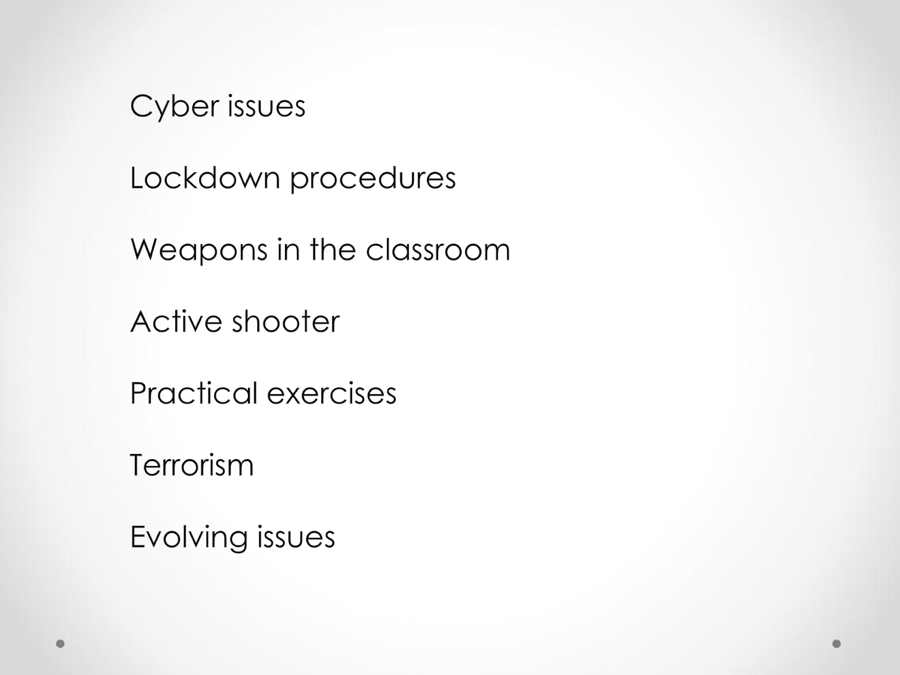 Cyber issues
Lockdown procedures
Weapons in the classroom
Active shooter
Practical exercises
Terrorism
Evolving issues